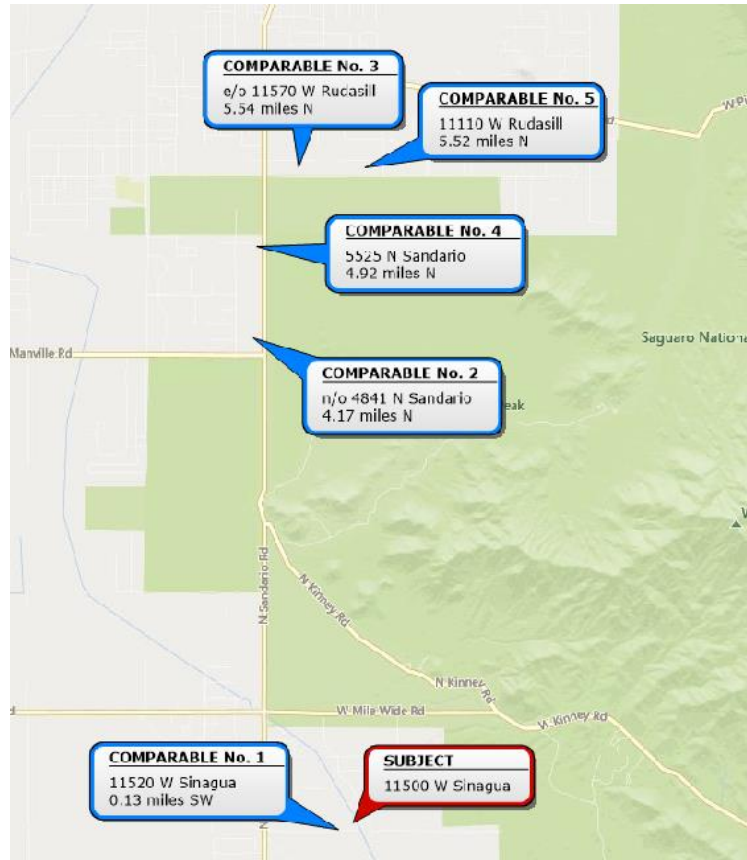 COMPARABLE No. 3
e/o 11570 W Rudasill
5.54 miles N
COMPARABLE No. 5
11110 W Rudasill
5.52 miles N
W Pi
d
COMPARABLE No. 4
5525 N Sandario
4.92 miles N
Saguaro Nationa
Manville Rd
COMPARABLE No. 2
n/o 4841 N Sandario
4.17 miles N
eak
W
N Sandario Rd
N Kinney Rd
N Kinney Rd
W Mile Wide Rd
W Kinney Rd
d
COMPARABLE No. 1
11520 W Sinagua
0.13 miles SW
SUBJECT
11500 W Sinagua
N